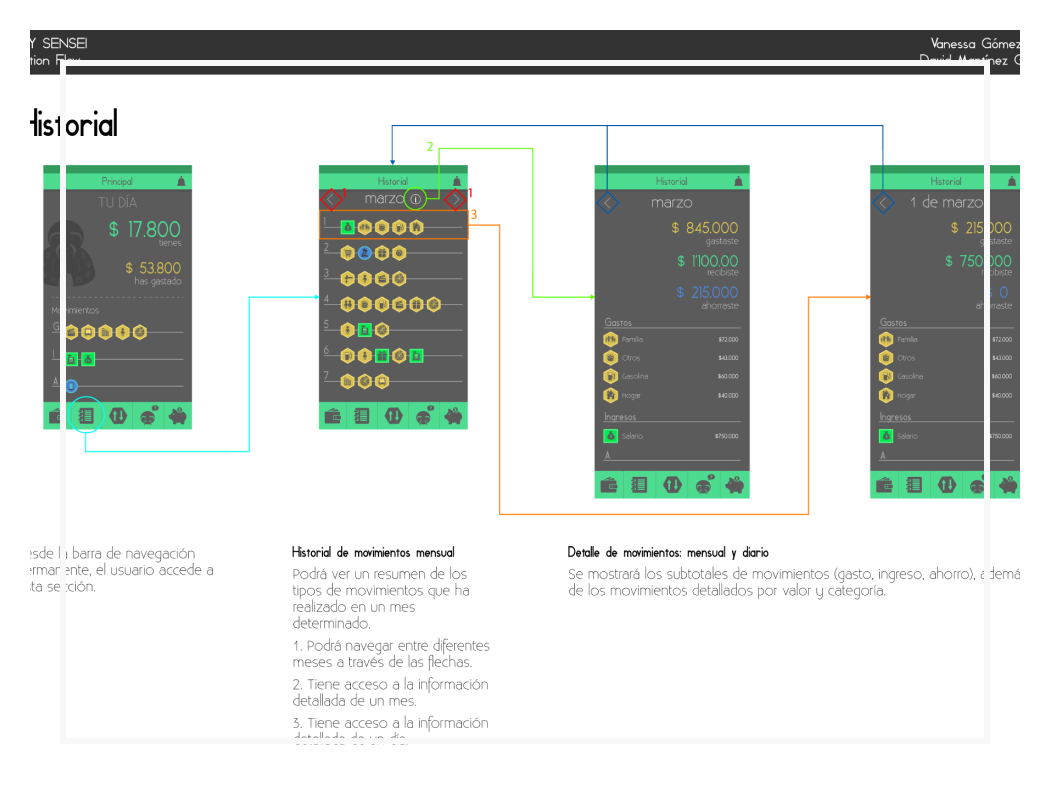 Y SENSEI
Vanessa Gómez
David Martínez G
Historial
Principal
TU DÍA
$ 17.800
tienes
$ 53.800
has gastado
Movimientos
G
I
A
2
Historial
1
marzo
1
3
1
2
3
4
5
6
7
Historial
marzo
$ 845.000
gastaste
$ 1'100.00
recibiste
$ 215.000
ahorraste
Gastos
Familia $72.000
Otros $43.000
Gasolina $60.000
Hogar $40.000
Ingresos
Salario $750.000
A
Historial
1 de marzo
$ 215.000
gastaste
$ 750.000
recibiste
$ 0
ahorraste
Gastos
Familia $72.000
Otros $43.000
Gasolina $60.000
Hogar $40.000
Ingresos
Salario $750.000
A
esde la barra de navegación
ermanente, el usuario accede a
sta sección.
Historial de movimientos mensual
Podrá ver un resumen de los
tipos de movimientos que ha
realizado en un mes
determinado.
1. Podrá navegar entre diferentes
meses a través de las flechas.
2. Tiene acceso a la información
detallada de un mes.
3. Tiene acceso a la información
detallada de un día.
Detalle de movimientos: mensual y diario
Se mostrará los subtotales de movimientos (gasto, ingreso, ahorro), ademá
de los movimientos detallados por valor y categoría.